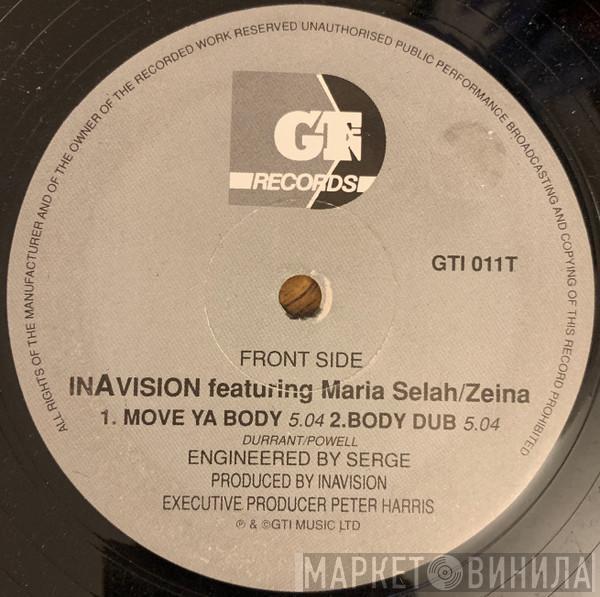 ALL RIGHTS OF THE MANUFACTURER AND OF THE OWNER OF THE RECORDED WORK RESERVED UNAUTHORISED PUBLIC PERFORMANCE BROADCASTING AND COPYING OF THIS RECORD PROHIBITED
RECORDS
GTI 011T
FRONT SIDE
INAVISION featuring Maria Selah/Zeina
1. MOVE YA BODY 5.04 2.BODY DUB 5.04
DURRANT/POWELL
ENGINEERED BY SERGE
PRODUCED BY INAVISION
EXECUTIVE PRODUCER PETER HARRIS
℗ & ©GTI MUSIC LTD
МАРКЕТ ВИНИЛА